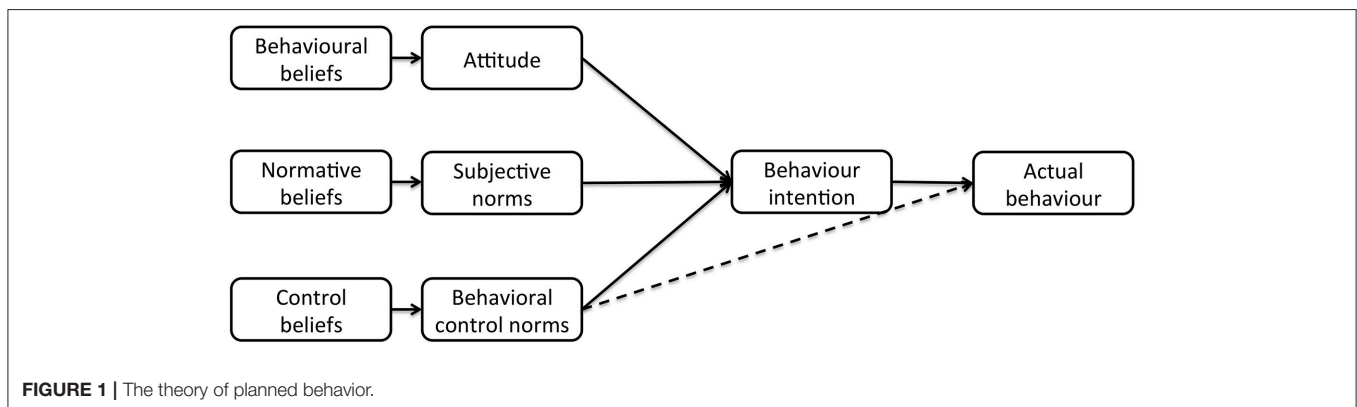 Behavioural
beliefs
Attitude
Normative
beliefs
Subjective
norms
Behaviour
intention
Actual
behaviour
Control
beliefs
Behavioral
control norms
FIGURE 1 | The theory of planned behavior.